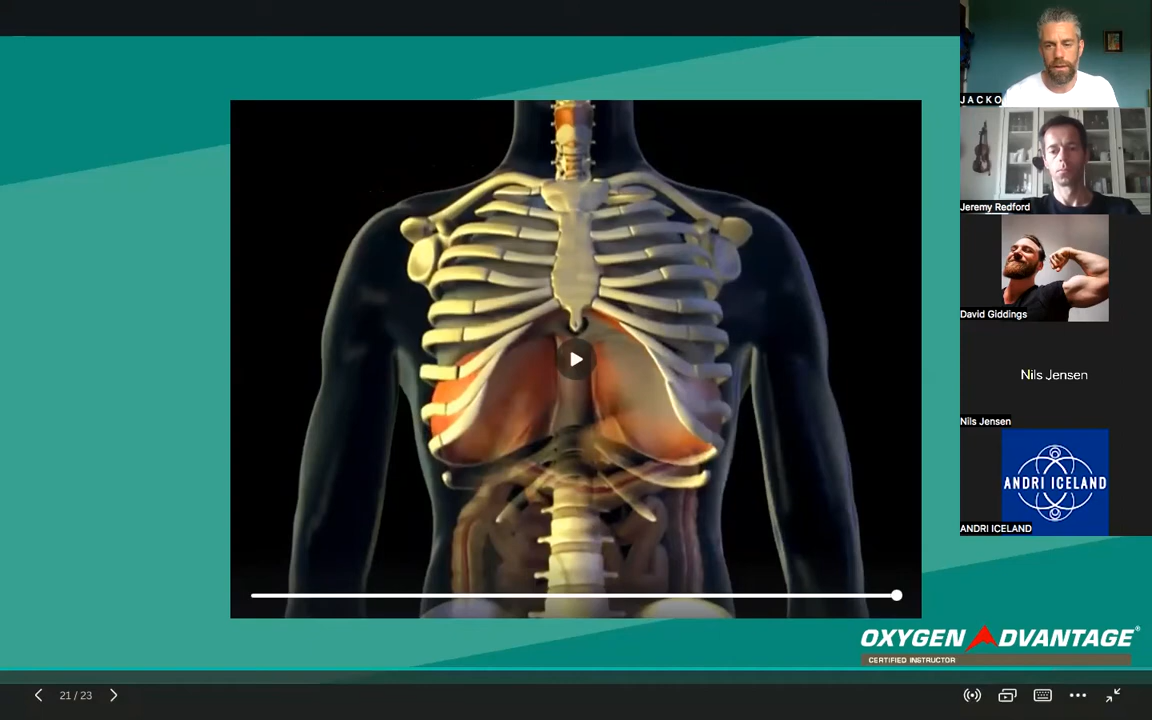 JACKO
Jeremy Redford
David Giddings
Nils Jensen
Nils Jensen
ANDRI ICELAND
ANDRI ICELAND
OXYGEN ADVANTAGE®
CERTIFIED INSTRUCTOR
21 / 23